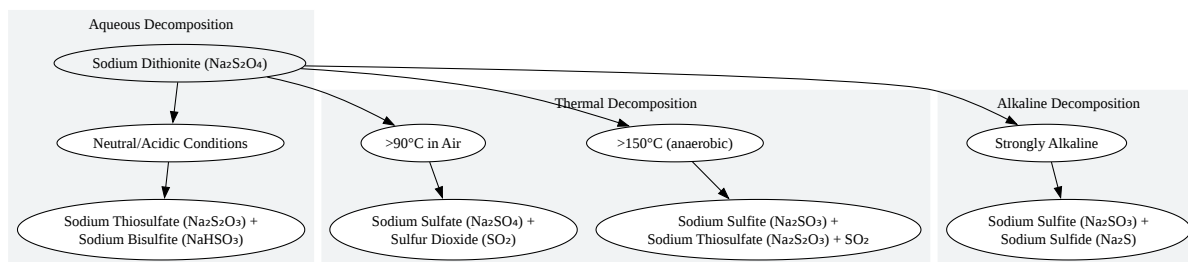 Aqueous Decomposition
Sodium Dithionite (Na₂S₂O₄)
Thermal Decomposition
Alkaline Decomposition
Neutral/Acidic Conditions
>90°C in Air
>150°C (anaerobic)
Strongly Alkaline
Sodium Thiosulfate (Na₂S₂O₃) +
Sodium Bisulfite (NaHSO₃)
Sodium Sulfate (Na₂SO₄) +
Sulfur Dioxide (SO₂)
Sodium Sulfite (Na₂SO₃) +
Sodium Thiosulfate (Na₂S₂O₃) + SO₂
Sodium Sulfite (Na₂SO₃) +
Sodium Sulfide (Na₂S)